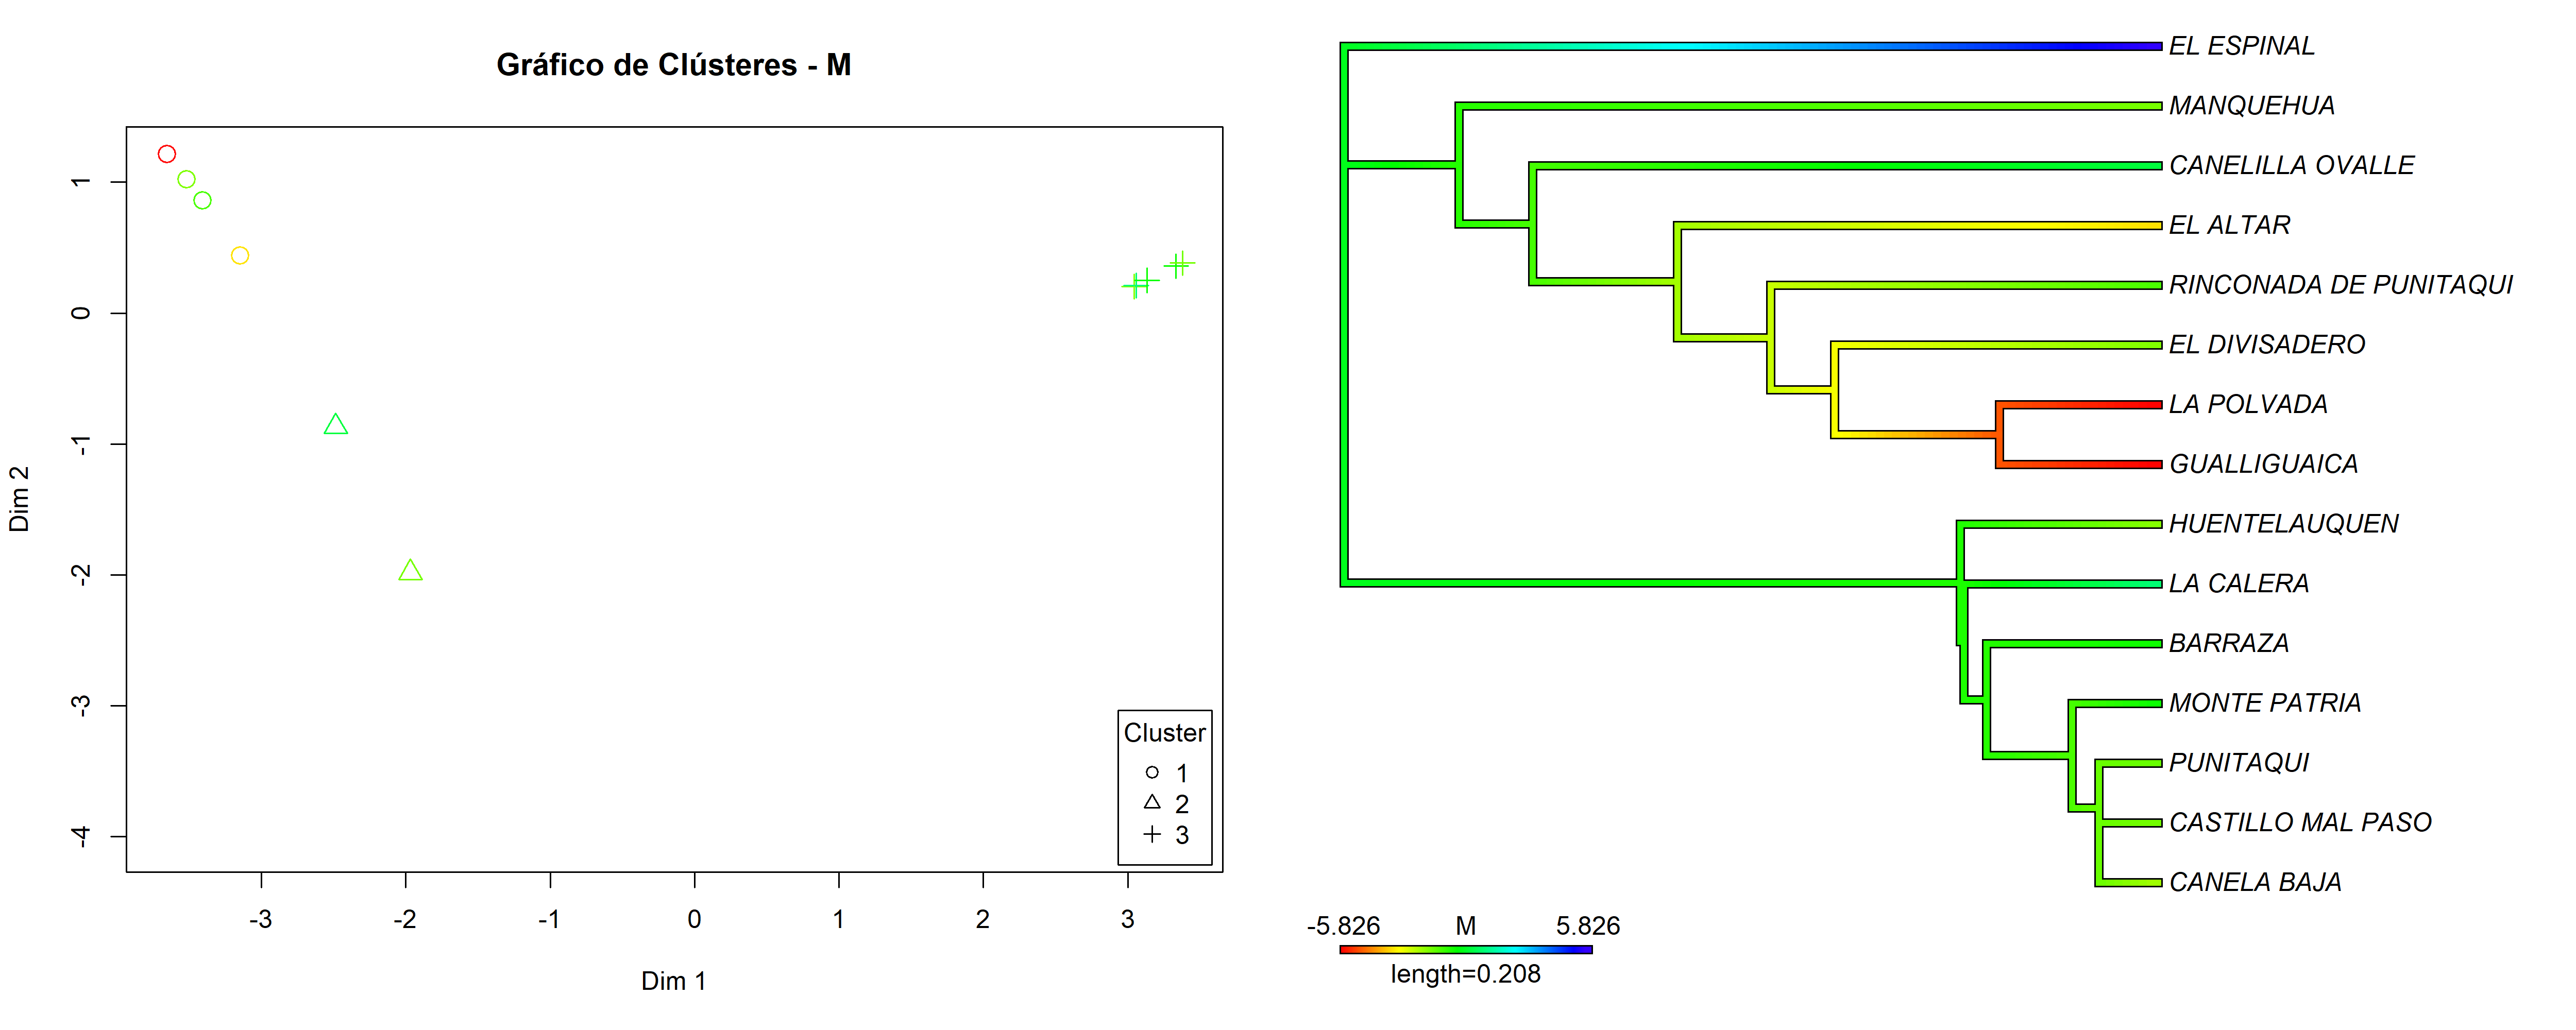 Gráfico de Clústeres - M
1
0
-1
-2
-3
-4
Dim 2
-3
-2
-1
0
1
2
3
Dim 1
Cluster
1
2
3
EL ESPINAL
MANQUEHUA
CANELILLA OVALLE
EL ALTAR
RINCONADA DE PUNITAQUI
EL DIVISADERO
LA POLVADA
GUALLIGUAICA
HUENTELAUQUEN
LA CALERA
BARRAZA
MONTE PATRIA
PUNITAQUI
CASTILLO MAL PASO
CANELA BAJA
-5.826 M 5.826
length=0.208